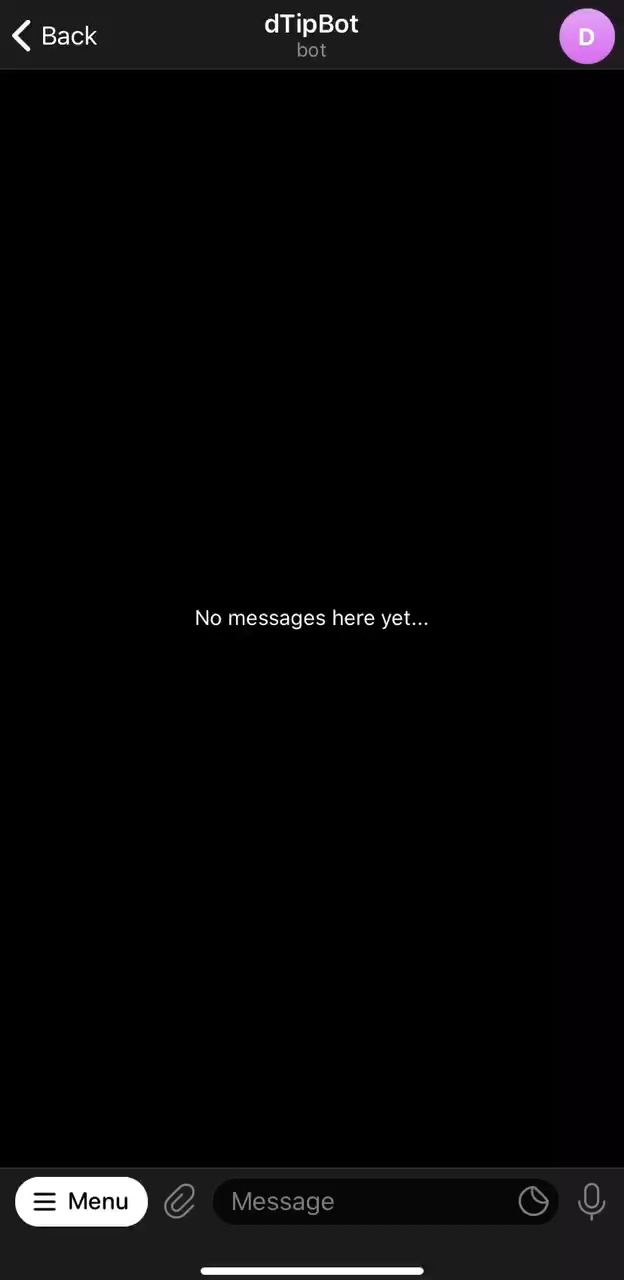 Back
dTipBot
bot
D
No messages here yet...
Menu
Message